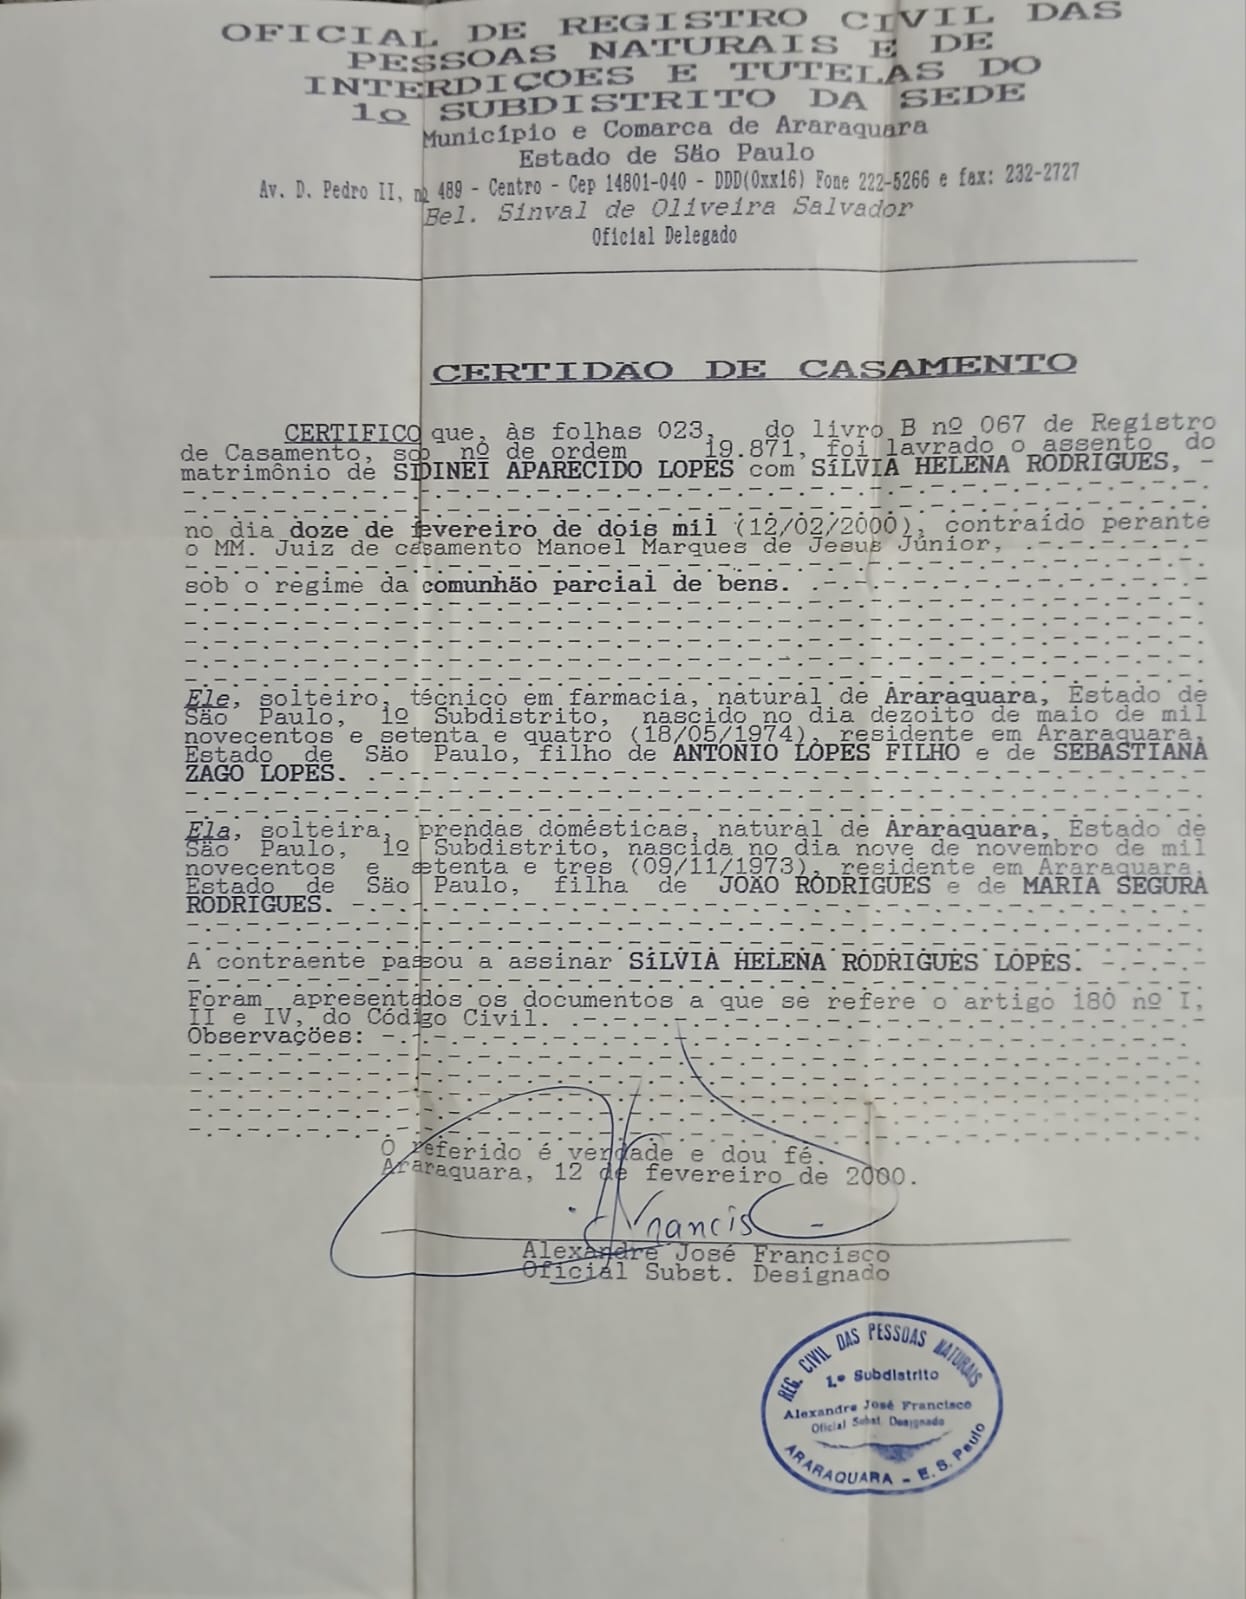 OFICIAL DE REGISTRO CIVIL DAS
PESSOAS NATURAIS E DE
INTERDIÇOES E TUTELAS DO
1º SUBDISTRITO DA SEDE
Município e Comarca de Araraquara
Estado de São Paulo
Av. D. Pedro II, nº 489 - Centro - Cep 14801-040 - DDD(0xx16) Fone 222-5266 e fax: 232-2727
Bel. Sinval de Oliveira Salvador
Oficial Delegado
CERTIDÃO DE CASAMENTO
CERTIFICO que, às folhas 023, do livro B nº 067 de Registro
de Casamento, sob nº de ordem 19.871, foi lavrado o assento do
matrimônio de SIDINEI APARECIDO LOPES com SíLVIA HELENA RODRIGUES, -
no dia doze de fevereiro de dois mil (12/02/2000), contraído perante
o MM. Juiz de casamento Manoel Marques de Jesus Júnior, .-.-.-.-.-.-
sob o regime da comunhão parcial de bens. .-.-.-.-.-.-.-.-.-.-.-.-.-
Ele, solteiro, técnico em farmacia, natural de Araraquara, Estado de
São Paulo, 1º Subdistrito, nascido no dia dezoito de maio de mil
novecentos e setenta e quatro (18/05/1974), residente em Araraquara,
Estado de São Paulo, filho de ANTONIO LOPES FILHO e de SEBASTIANA
ZAGO LOPES. .-.-.-.-.-.-.-.-.-.-.-.-.-.-.-.-.-.-.-.-.-.-.-.-.-.-.-.-
Ela, solteira, prendas domésticas, natural de Araraquara, Estado de
São Paulo, 1º Subdistrito, nascida no dia nove de novembro de mil
novecentos e setenta e tres (09/11/1973), residente em Araraquara,
Estado de São Paulo, filha de JOÃO RODRIGUES e de MARIA SEGURA
RODRIGUES. -.-.-.-.-.-.-.-.-.-.-.-.-.-.-.-.-.-.-.-.-.-.-.-.-.-.-.-.-
A contraente passou a assinar SíLVIA HELENA RODRIGUES LOPES. -.-.-.-
Foram apresentados os documentos a que se refere o artigo 180 nº I,
II e IV, do Código Civil. .-.-.-.-.-.-.-.-.-.-.-.-.-.-.-.-.-.-.-.-.-
Observações: -.-.-.-.-.-.-.-.-.-.-.-.-.-.-.-.-.-.-.-.-.-.-.-.-.-.-.-
O referido é verdade e dou fé.
Araraquara, 12 de fevereiro de 2000.
Alexandre José Francisco
Oficial Subst. Designado
REG. CIVIL DAS PESSOAS NATURAIS
1.º Subdistrito
Alexandre José Francisco
Oficial Subst. Designado
ARARAQUARA - E. S. Paulo